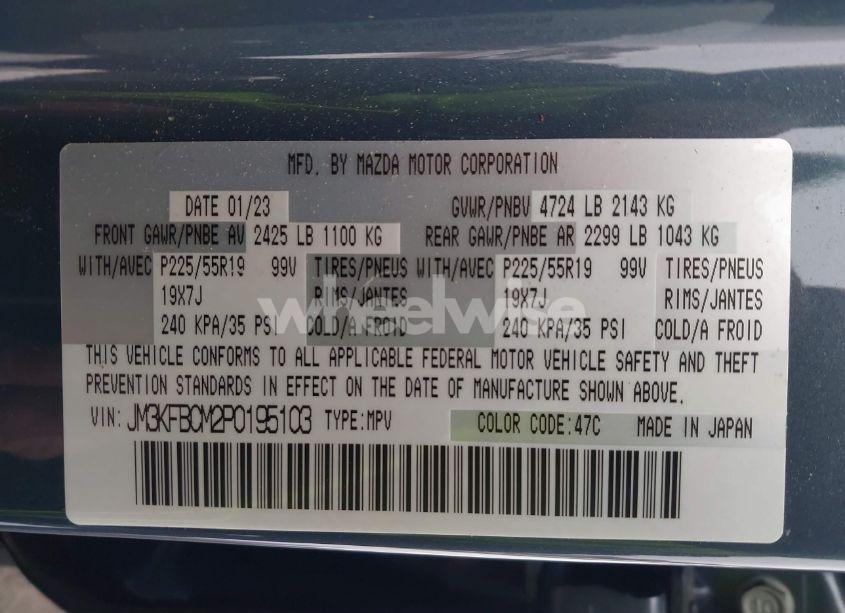 MFD. BY MAZDA MOTOR CORPORATION
DATE 01/23 GVWR/PNBV 4724 LB 2143 KG
FRONT GAWR/PNBE AV 2425 LB 1100 KG REAR GAWR/PNBE AR 2299 LB 1043 KG
WITH/AVEC P225/55R19 99V TIRES/PNEUS WITH/AVEC P225/55R19 99V TIRES/PNEUS
19X7J RIMS/JANTES 19X7J RIMS/JANTES
wheelwise
240 KPA/35 PSI COLD/A FROID 240 KPA/35 PSI COLD/A FROID
THIS VEHICLE CONFORMS TO ALL APPLICABLE FEDERAL MOTOR VEHICLE SAFETY AND THEFT
PREVENTION STANDARDS IN EFFECT ON THE DATE OF MANUFACTURE SHOWN ABOVE.
VIN: JM3KFBCM2P0195103 TYPE:MPV COLOR CODE:47C MADE IN JAPAN